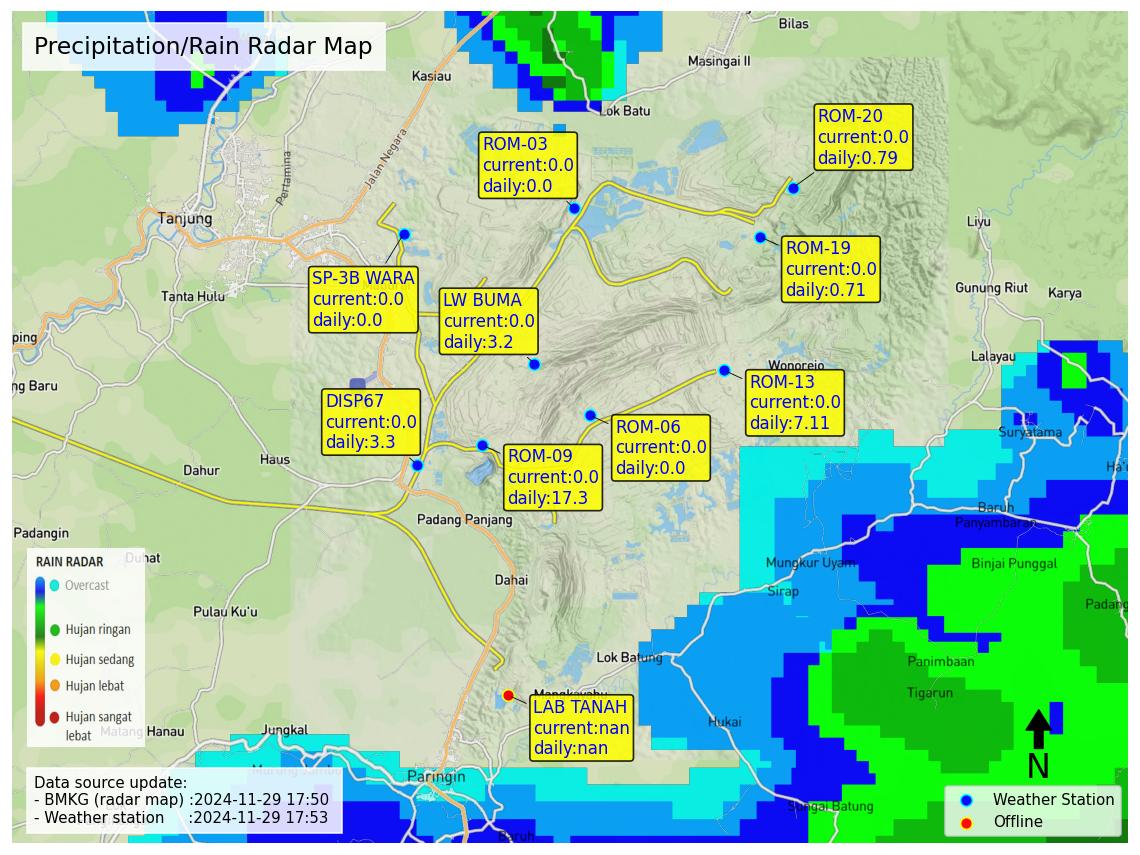 Precipitation/Rain Radar Map
Bilas
Masingai II
Kasiau
Lok Batu
ROM-20
current:0.0
daily:0.79
ROM-03
current:0.0
daily:0.0
Jalan Negara
Pertamina
Tanjung
Liyu
ROM-19
current:0.0
daily:0.71
SP-3B WARA
current:0.0
daily:0.0
LW BUMA
current:0.0
daily:3.2
Tanta Hulu
Gunung Riut
Karya
ping
Lalayau
Wonorejo
ng Baru
ROM-13
current:0.0
daily:7.11
DISP67
current:0.0
daily:3.3
ROM-06
current:0.0
daily:0.0
Suryatama
ROM-09
current:0.0
daily:17.3
Haus
Dahur
Padang Panjang
Baruh
Panyambaran
Padangin
Duhat
Mungkur Uyam
Binjai Punggal
Dahai
Sirap
Padang
Pulau Ku'u
RAIN RADAR
Overcast
Hujan ringan
Hujan sedang
Hujan lebat
Hujan sangat
lebat
Lok Batung
Panimbaan
Tigarun
LAB TANAH
current:nan
daily:nan
Hukai
Matang Hanau
Jungkal
Paringin
N
Sungai Batung
Baruh
Data source update:
- BMKG (radar map) :2024-11-29 17:50
- Weather station :2024-11-29 17:53
Weather Station
Offline